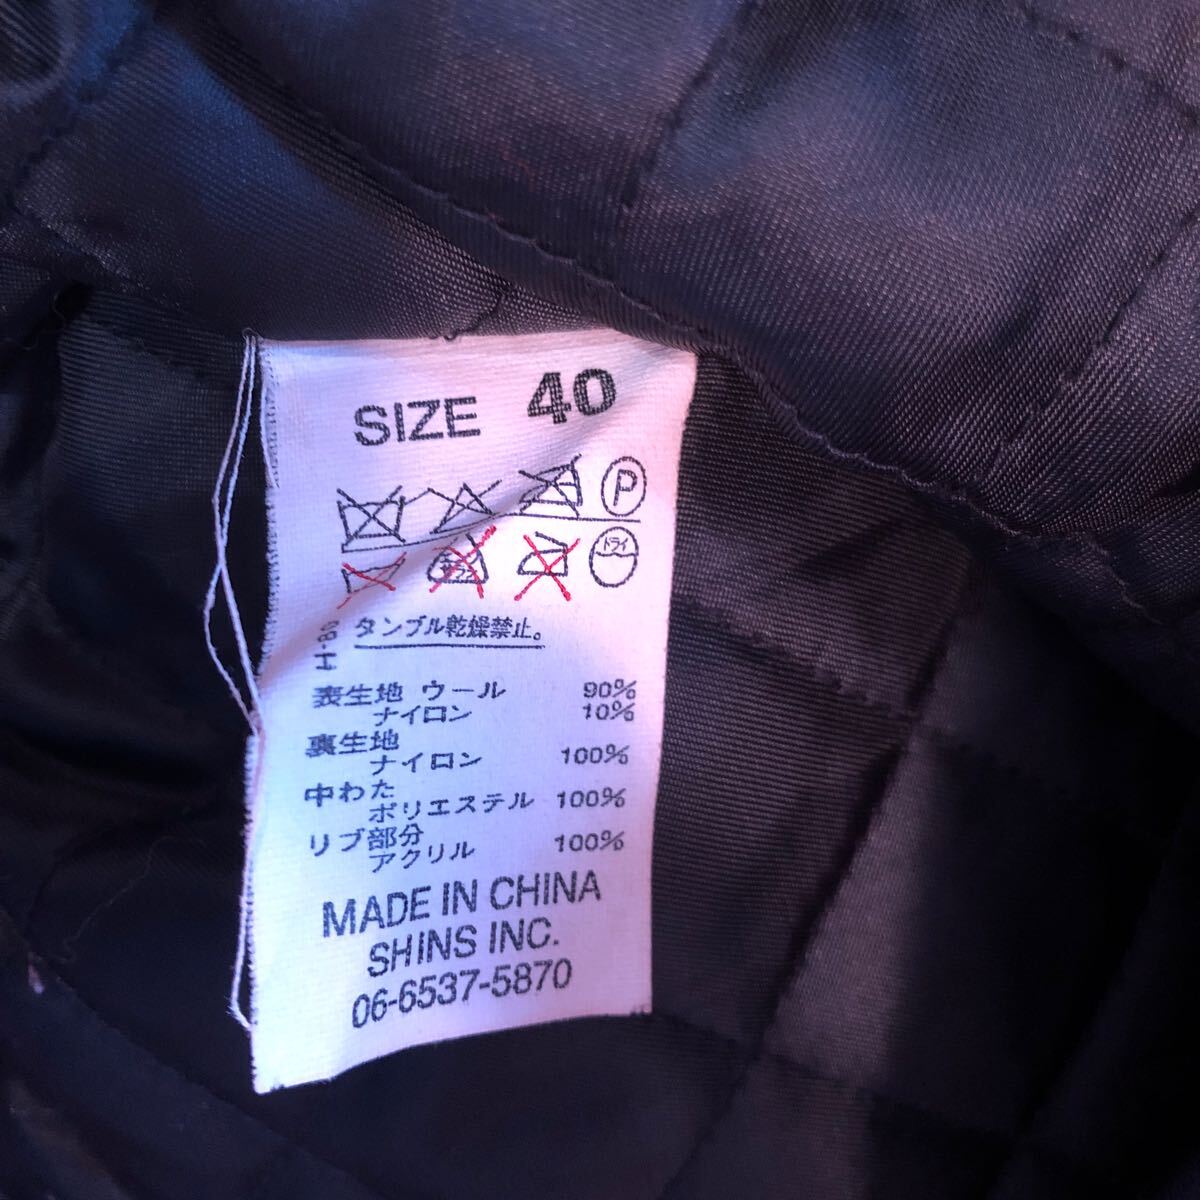 SIZE 40
P
ドライ
タンブル乾燥禁止。
H-80
表生地 ウール 90%
ナイロン 10%
裏生地
ナイロン 100%
中わた
ポリエステル 100%
リブ部分
アクリル 100%
MADE IN CHINA
SHINS INC.
06-6537-5870